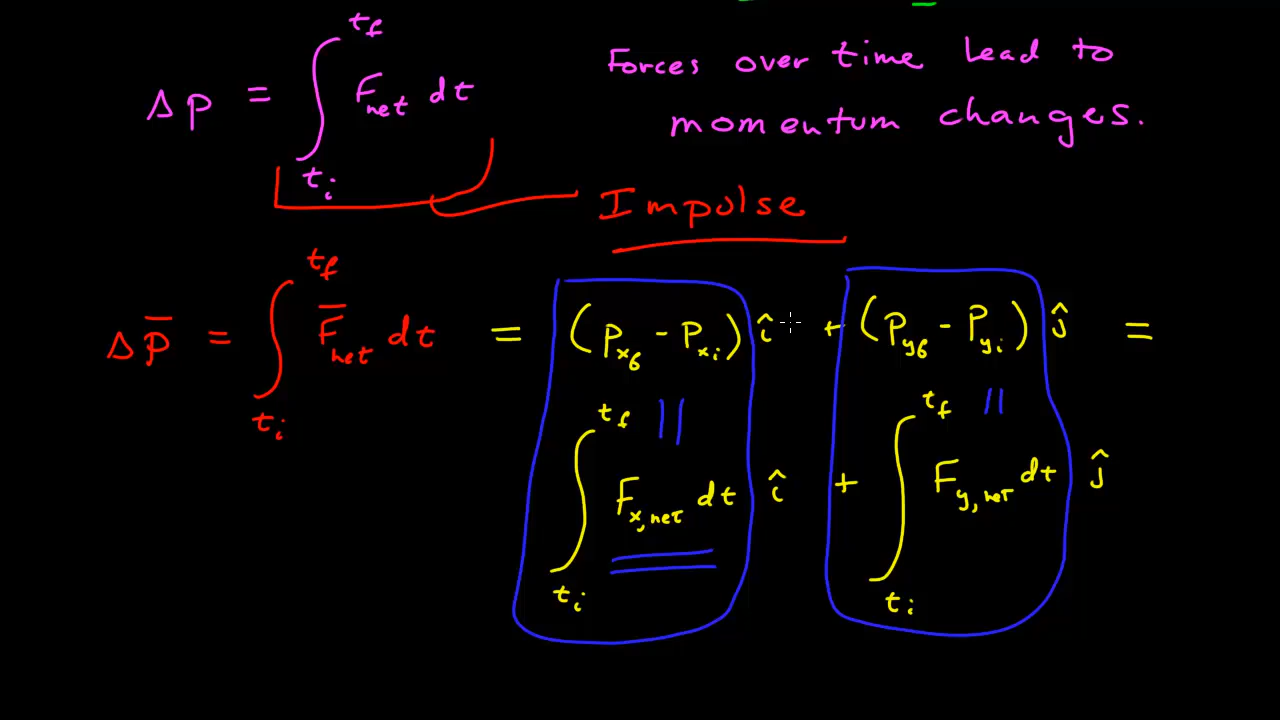 Δp = ∫_{t_i}^{t_f} F_net dt
Forces over time lead to
momentum changes.
Impulse
Δp̅ = ∫_{t_i}^{t_f} F̅_net dt = (P_xf - P_xi) î + (P_yf - P_yi) ĵ =
∫_{t_i}^{t_f} F_x,net dt î + ∫_{t_i}^{t_f} F_y,net dt ĵ